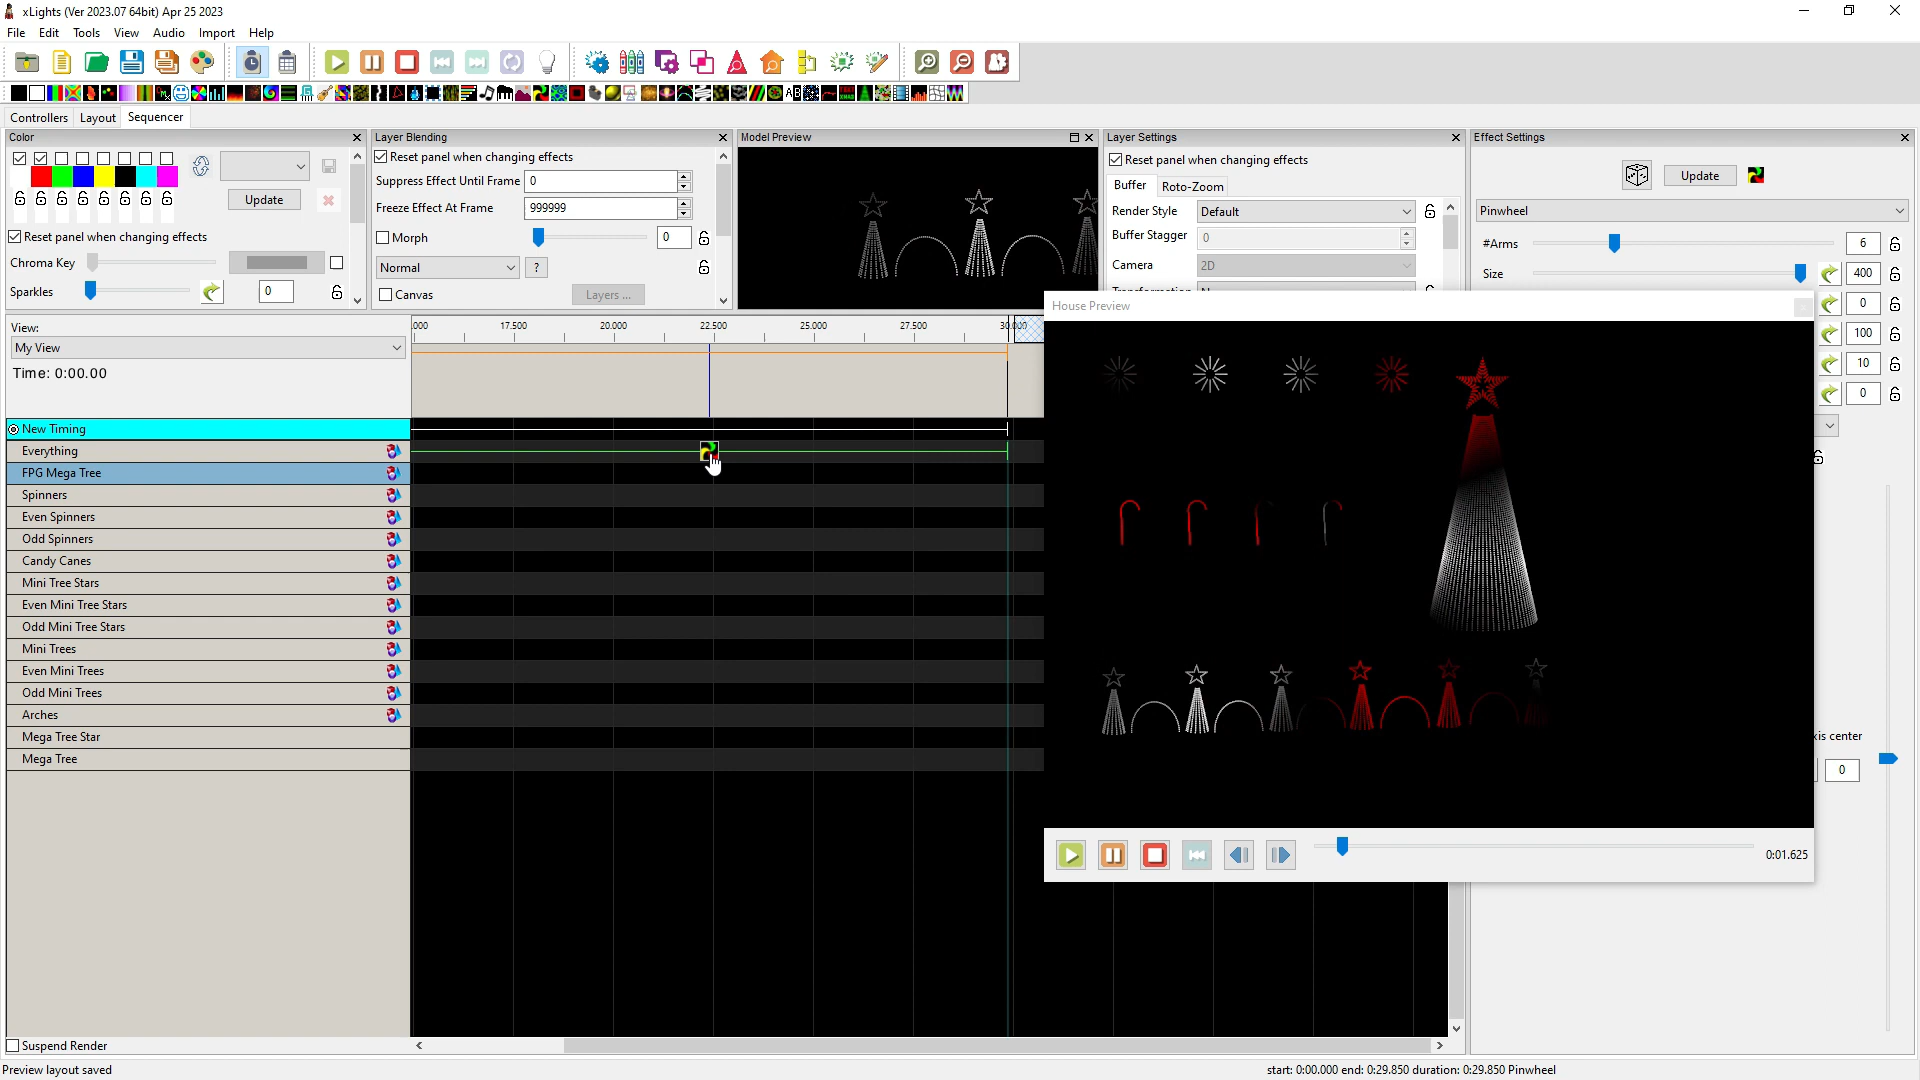 xLights (Ver 2023.07 64bit) Apr 25 2023
File Edit Tools View Audio Import Help
Controllers Layout Sequencer
Color
Update
Reset panel when changing effects
Chroma Key
Sparkles 0
Layer Blending
Reset panel when changing effects
Suppress Effect Until Frame 0
Freeze Effect At Frame 999999
Morph 0
Normal ?
Canvas Layers ...
Model Preview
Layer Settings
Reset panel when changing effects
Buffer Roto-Zoom
Render Style Default
Buffer Stagger 0
Camera 2D
Effect Settings
Update
Pinwheel
#Arms 6
Size 400
0
100
10
0
xis center
0
View:
My View
Time: 0:00.00
.000 17.500 20.000 22.500 25.000 27.500 30.000
New Timing
Everything
FPG Mega Tree
Spinners
Even Spinners
Odd Spinners
Candy Canes
Mini Tree Stars
Even Mini Tree Stars
Odd Mini Tree Stars
Mini Trees
Even Mini Trees
Odd Mini Trees
Arches
Mega Tree Star
Mega Tree
House Preview
0:01.625
Suspend Render
Preview layout saved
start: 0:00.000 end: 0:29.850 duration: 0:29.850 Pinwheel